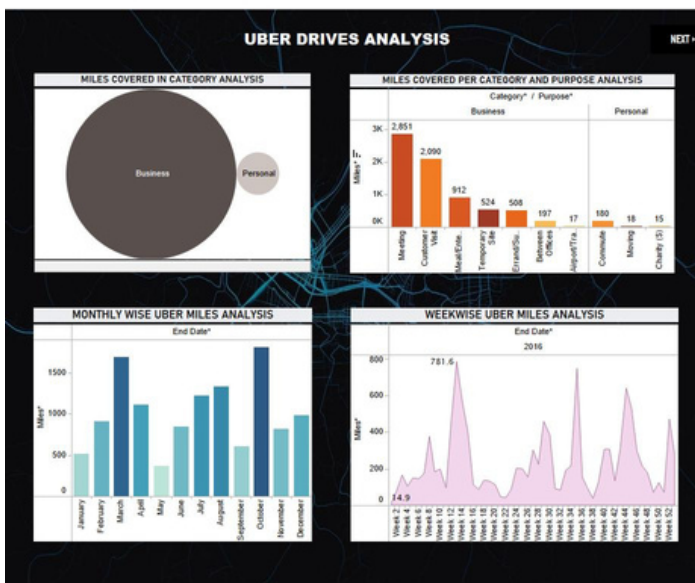 UBER DRIVES ANALYSIS
NEXT
MILES COVERED IN CATEGORY ANALYSIS
Business
Personal
MILES COVERED PER CATEGORY AND PURPOSE ANALYSIS
Category* / Purpose*
Business Personal
Miles*
3K
2K
1K
0K
2,851
2,090
912
524
508
197
17
180
18
15
Meeting
Customer Visit
Meal/Ente..
Temporary Site
Errand/Su..
Between Offices
Airport/Tra..
Commute
Moving
Charity ($)
MONTHLY WISE UBER MILES ANALYSIS
End Date*
Miles*
1500
1000
500
0
January
February
March
April
May
June
July
August
September
October
November
December
WEEKWISE UBER MILES ANALYSIS
End Date*
2016
Miles*
800
600
400
200
0
781.6
14.9
Week 2
Week 4
Week 6
Week 8
Week 10
Week 12
Week 14
Week 16
Week 18
Week 20
Week 22
Week 24
Week 26
Week 28
Week 30
Week 32
Week 34
Week 36
Week 38
Week 40
Week 42
Week 44
Week 46
Week 48
Week 50
Week 52